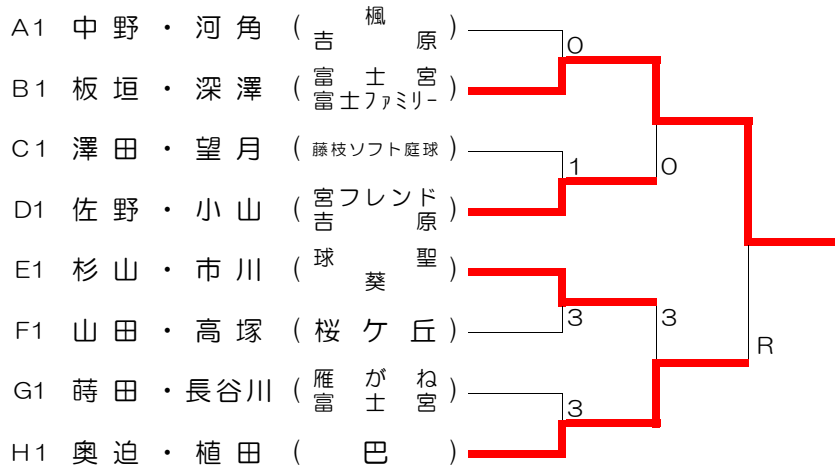 A1 中野・河角 (楓 吉原) 0
B1 板垣・深澤 (富士宮 富士ファミリー)
C1 澤田・望月 (藤枝ソフト庭球) 1 0
D1 佐野・小山 (宮フレンド 吉原)
E1 杉山・市川 (球聖 葵)
F1 山田・高塚 (桜ケ丘) 3 3 R
G1 蒔田・長谷川 (雁がね 富士宮) 3
H1 奥迫・植田 (巴)